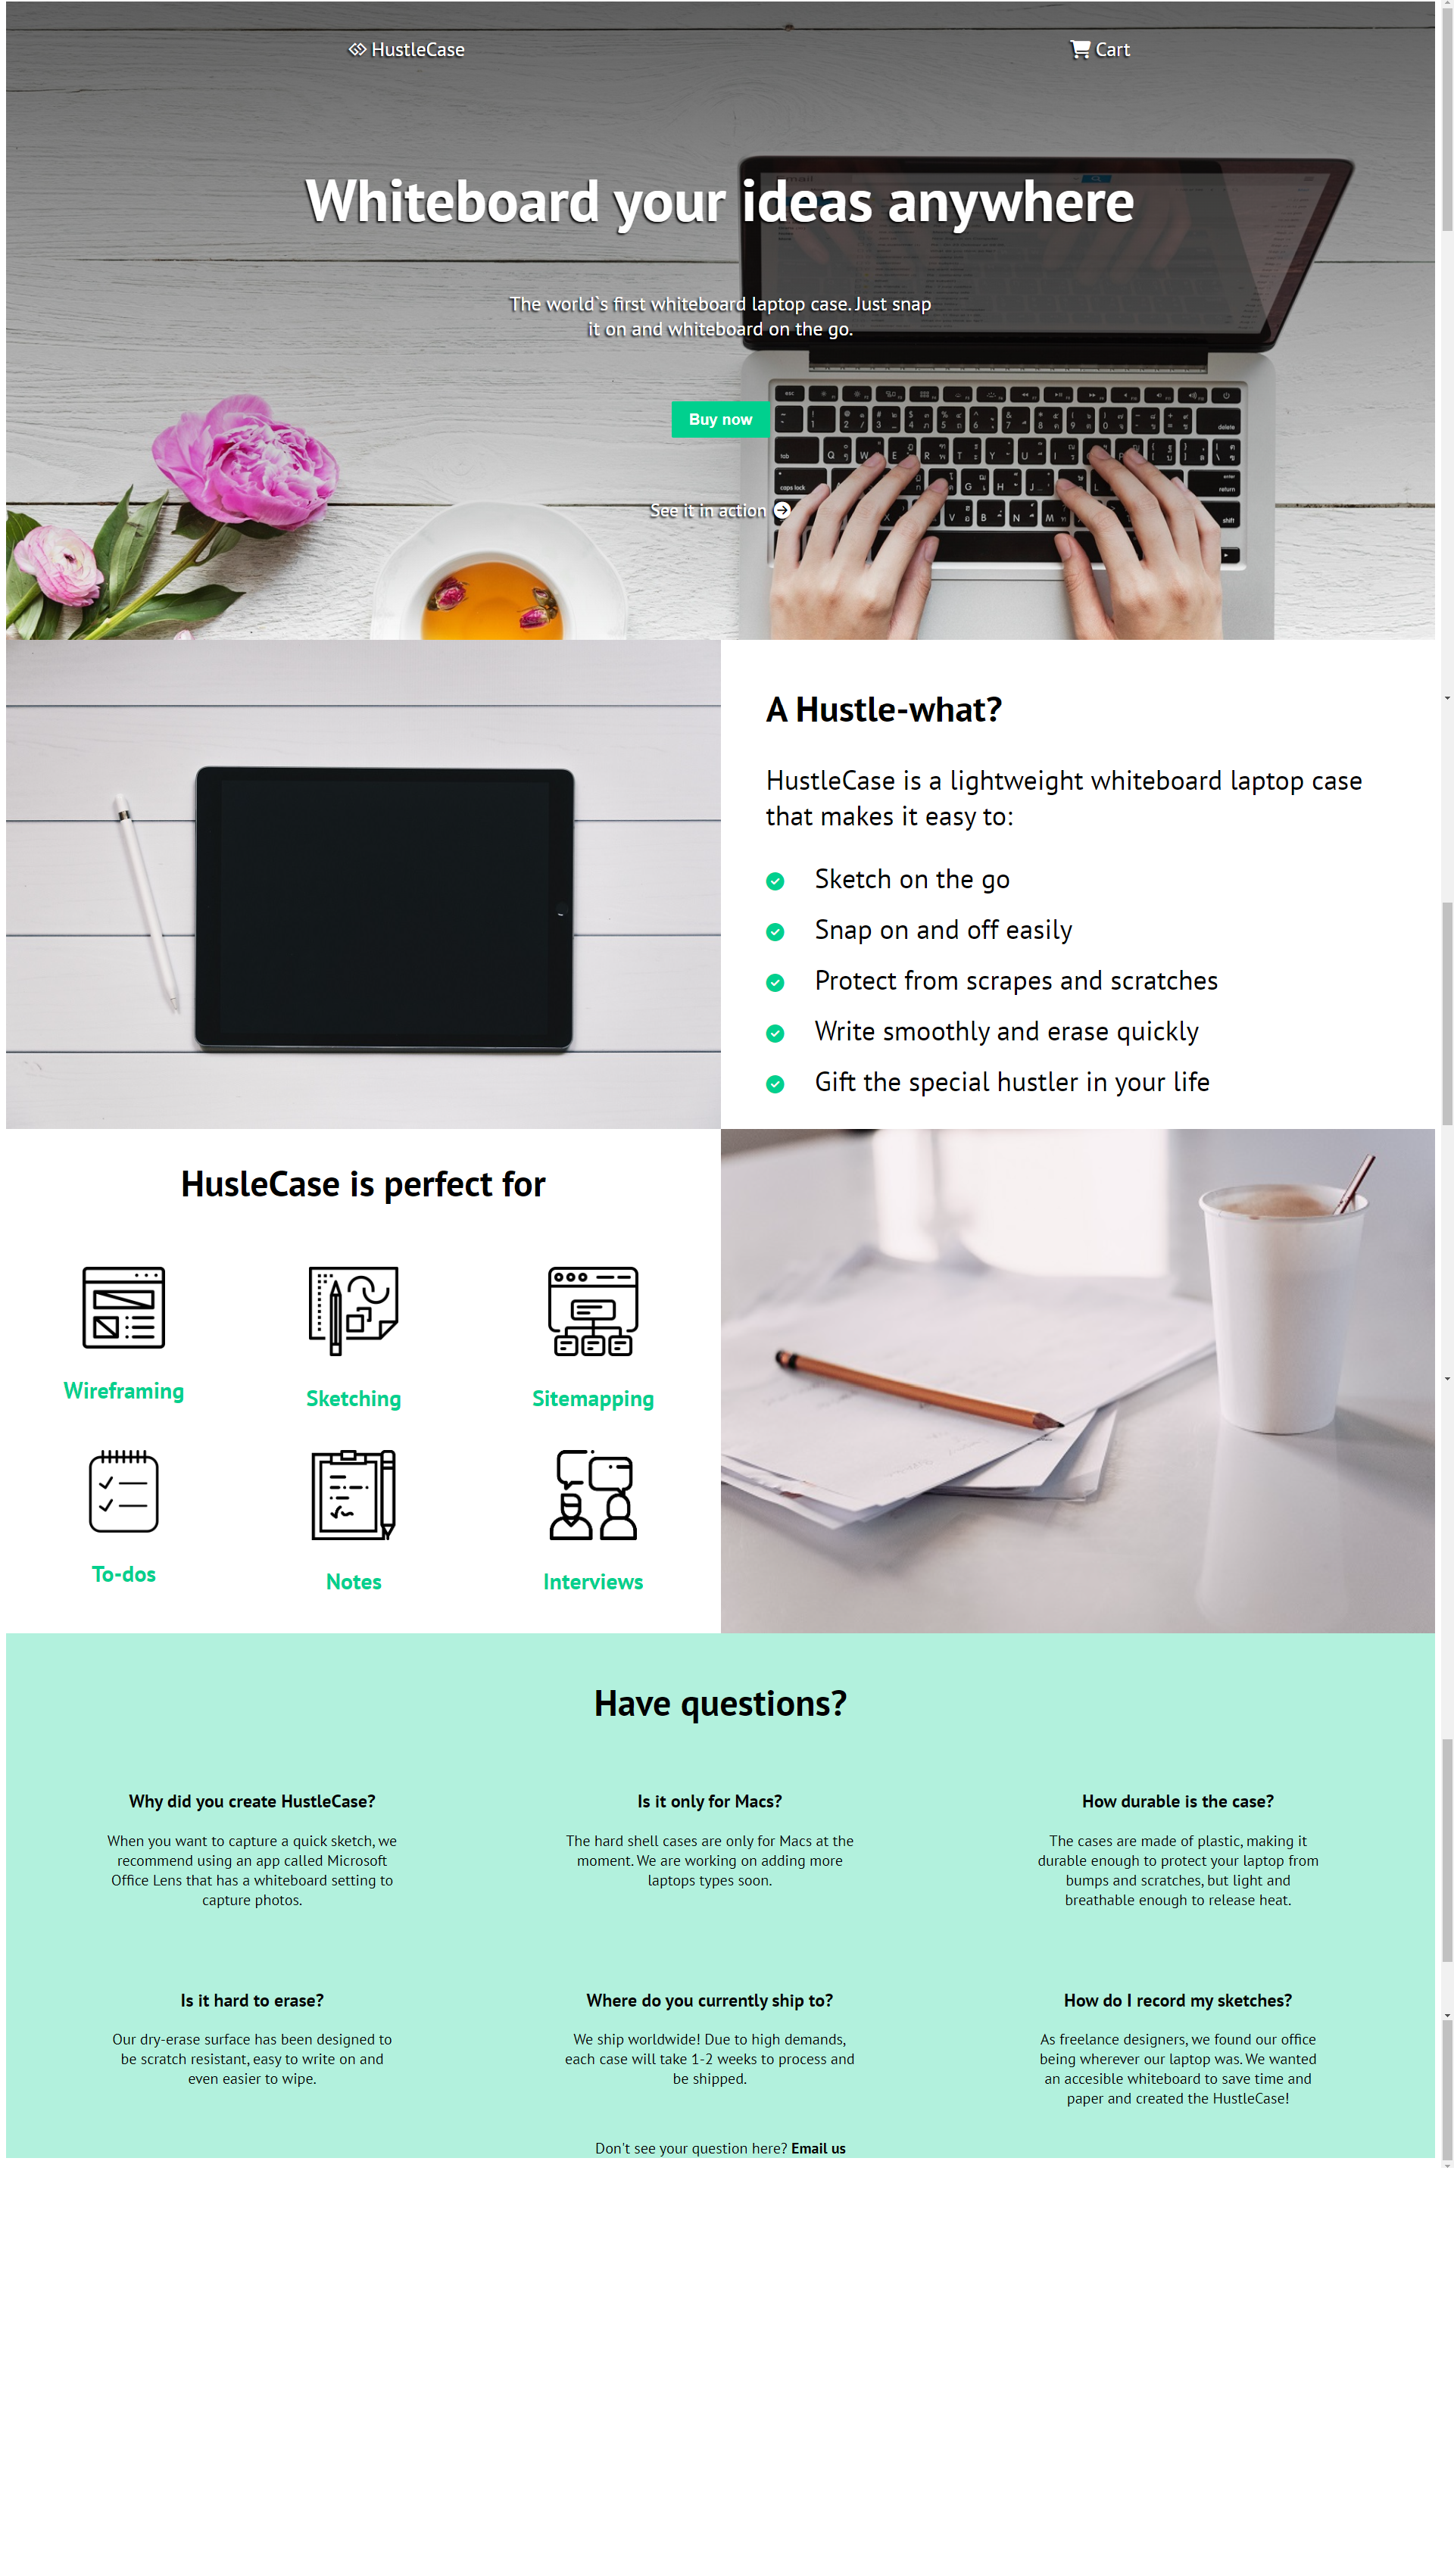 HustleCase
Cart
Whiteboard your ideas anywhere
The world`s first whiteboard laptop case. Just snap
it on and whiteboard on the go.
Buy now
See it in action
A Hustle-what?
HustleCase is a lightweight whiteboard laptop case
that makes it easy to:
Sketch on the go
Snap on and off easily
Protect from scrapes and scratches
Write smoothly and erase quickly
Gift the special hustler in your life
HusleCase is perfect for
Wireframing
Sketching
Sitemapping
To-dos
Notes
Interviews
Have questions?
Why did you create HustleCase?
When you want to capture a quick sketch, we
recommend using an app called Microsoft
Office Lens that has a whiteboard setting to
capture photos.
Is it only for Macs?
The hard shell cases are only for Macs at the
moment. We are working on adding more
laptops types soon.
How durable is the case?
The cases are made of plastic, making it
durable enough to protect your laptop from
bumps and scratches, but light and
breathable enough to release heat.
Is it hard to erase?
Our dry-erase surface has been designed to
be scratch resistant, easy to write on and
even easier to wipe.
Where do you currently ship to?
We ship worldwide! Due to high demands,
each case will take 1-2 weeks to process and
be shipped.
How do I record my sketches?
As freelance designers, we found our office
being wherever our laptop was. We wanted
an accesible whiteboard to save time and
paper and created the HustleCase!
Don't see your question here? Email us